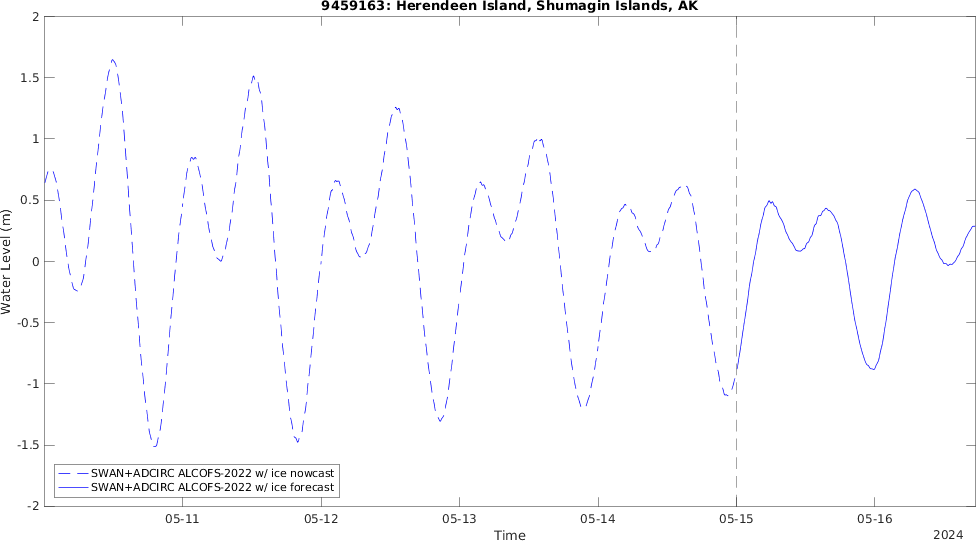 9459163: Herendeen Island, Shumagin Islands, AK
2
1.5
1
0.5
0
-0.5
-1
-1.5
-2
Water Level (m)
SWAN+ADCIRC ALCOFS-2022 w/ ice nowcast
SWAN+ADCIRC ALCOFS-2022 w/ ice forecast
05-11 05-12 05-13 05-14 05-15 05-16
Time
2024